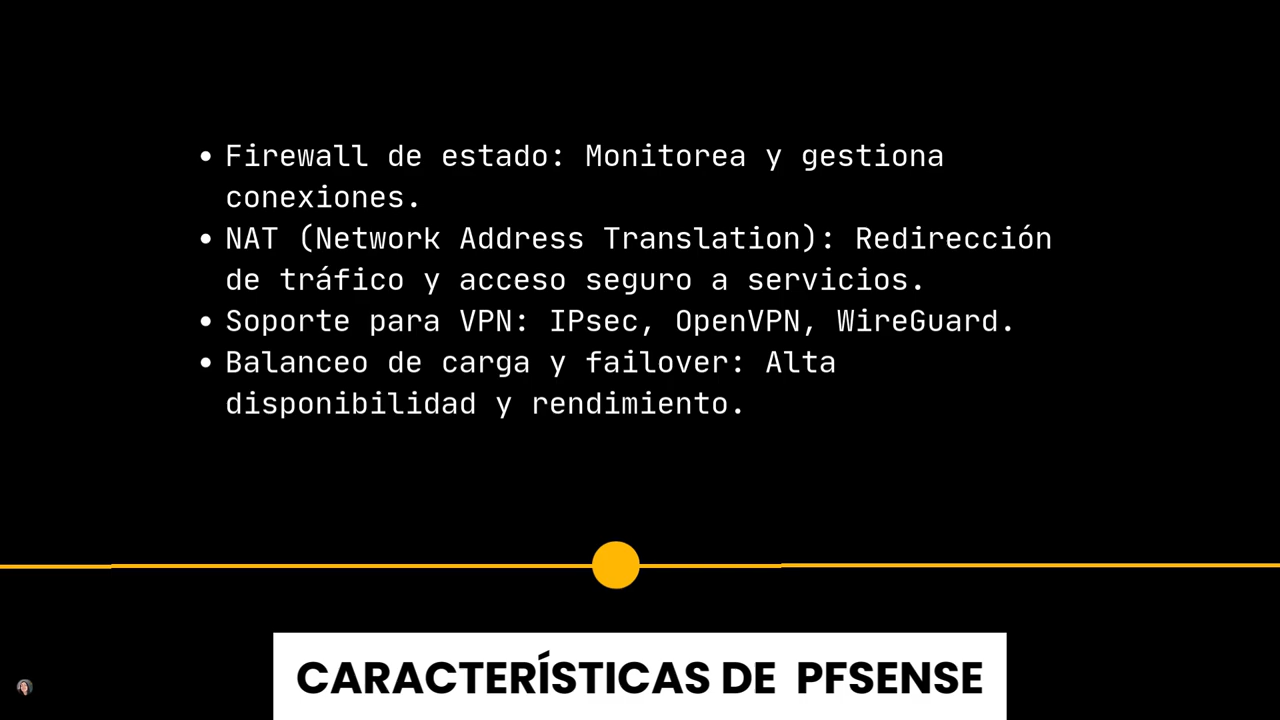 • Firewall de estado: Monitorea y gestiona
conexiones.
• NAT (Network Address Translation): Redirección
de tráfico y acceso seguro a servicios.
• Soporte para VPN: IPsec, OpenVPN, WireGuard.
• Balanceo de carga y failover: Alta
disponibilidad y rendimiento.
CARACTERÍSTICAS DE PFSENSE